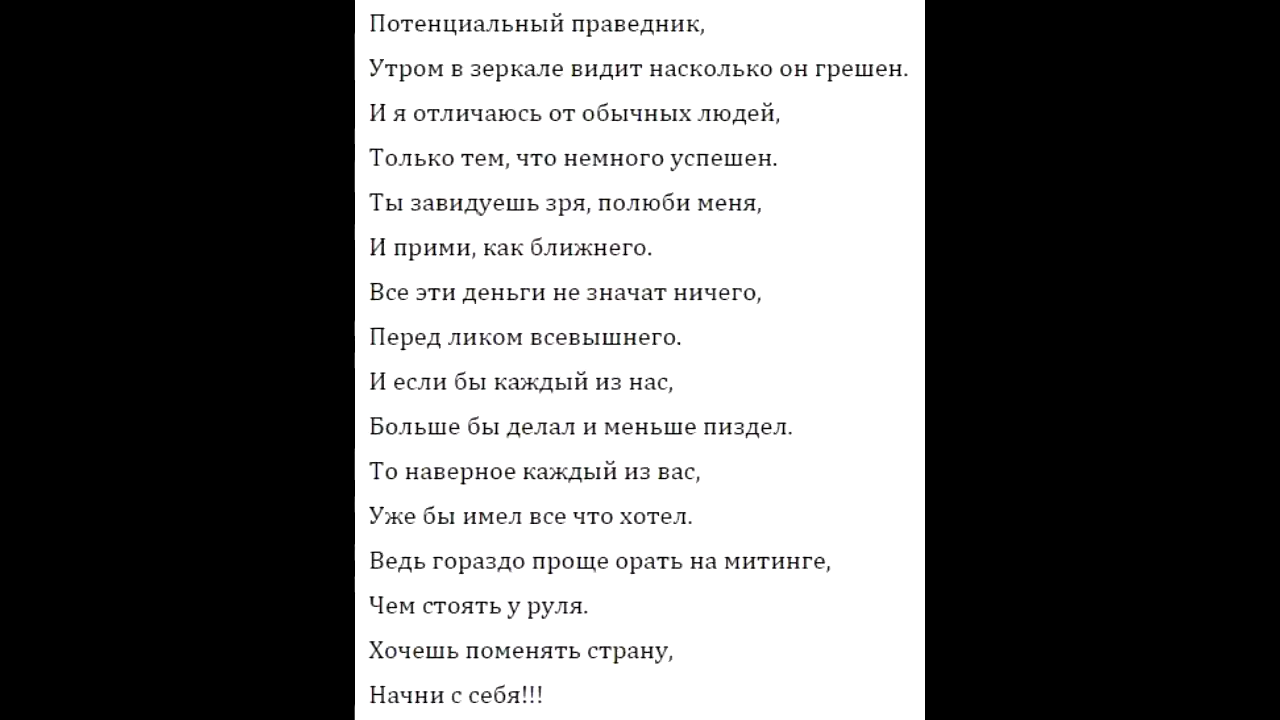 Потенциальный праведник,
Утром в зеркале видит насколько он грешен.
И я отличаюсь от обычных людей,
Только тем, что немного успешен.
Ты завидуешь зря, полюби меня,
И прими, как ближнего.
Все эти деньги не значат ничего,
Перед ликом всевышнего.
И если бы каждый из нас,
Больше бы делал и меньше пиздел.
То наверное каждый из вас,
Уже бы имел все что хотел.
Ведь гораздо проще орать на митинге,
Чем стоять у руля.
Хочешь поменять страну,
Начни с себя!!!